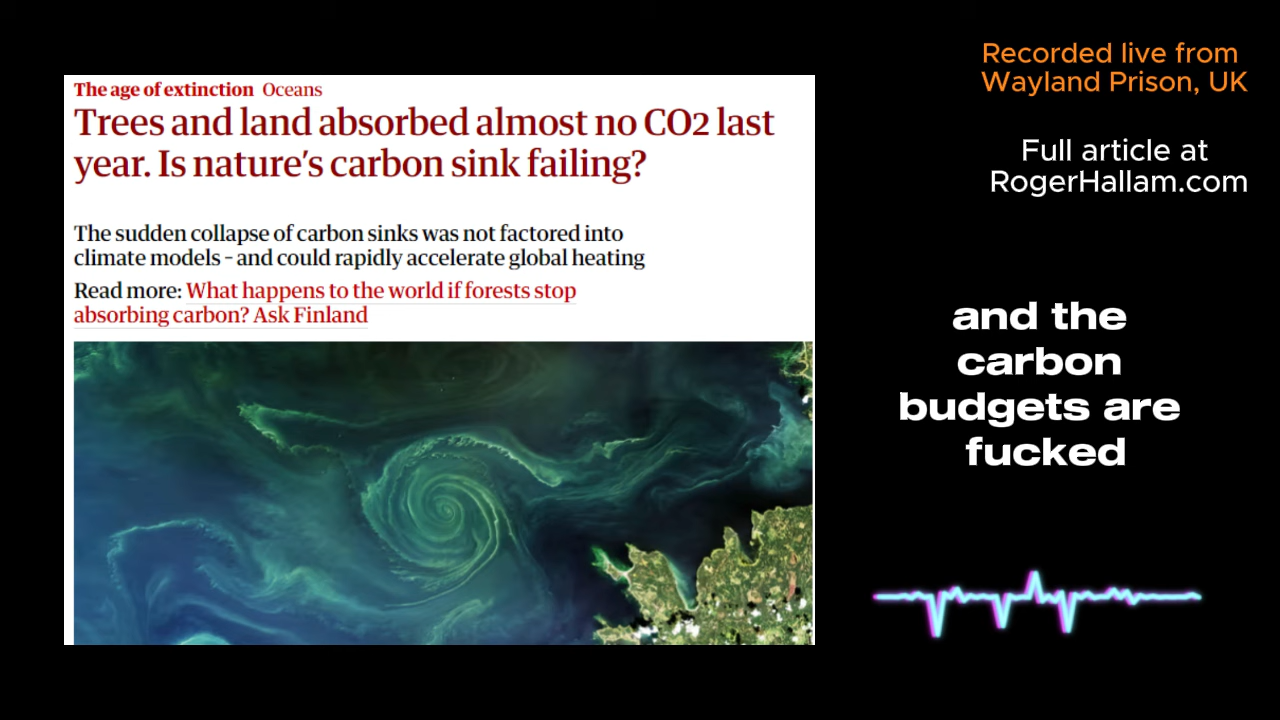 The age of extinction Oceans
Trees and land absorbed almost no CO2 last
year. Is nature's carbon sink failing?
The sudden collapse of carbon sinks was not factored into
climate models – and could rapidly accelerate global heating
Read more: What happens to the world if forests stop
absorbing carbon? Ask Finland
Recorded live from
Wayland Prison, UK
Full article at
RogerHallam.com
and the
carbon
budgets are
fucked